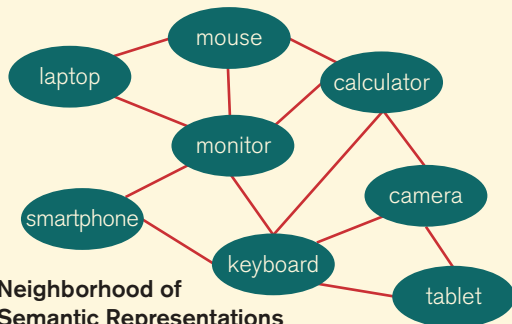 mouse
laptop
calculator
monitor
camera
smartphone
keyboard
tablet
Neighborhood of
Semantic Representations